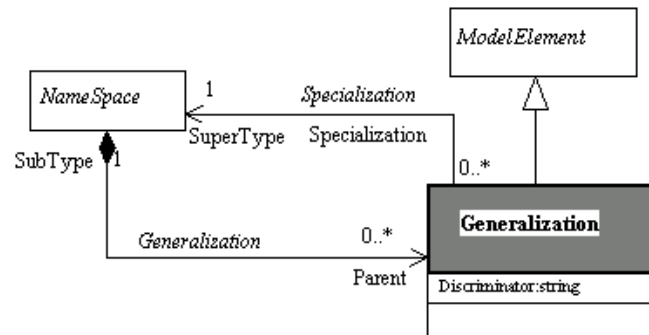 ModelElement
NameSpace
1
Specialization
SuperType
Specialization
SubType
1
0..*
Generalization
Generalization
0..*
Parent
Discriminator:string